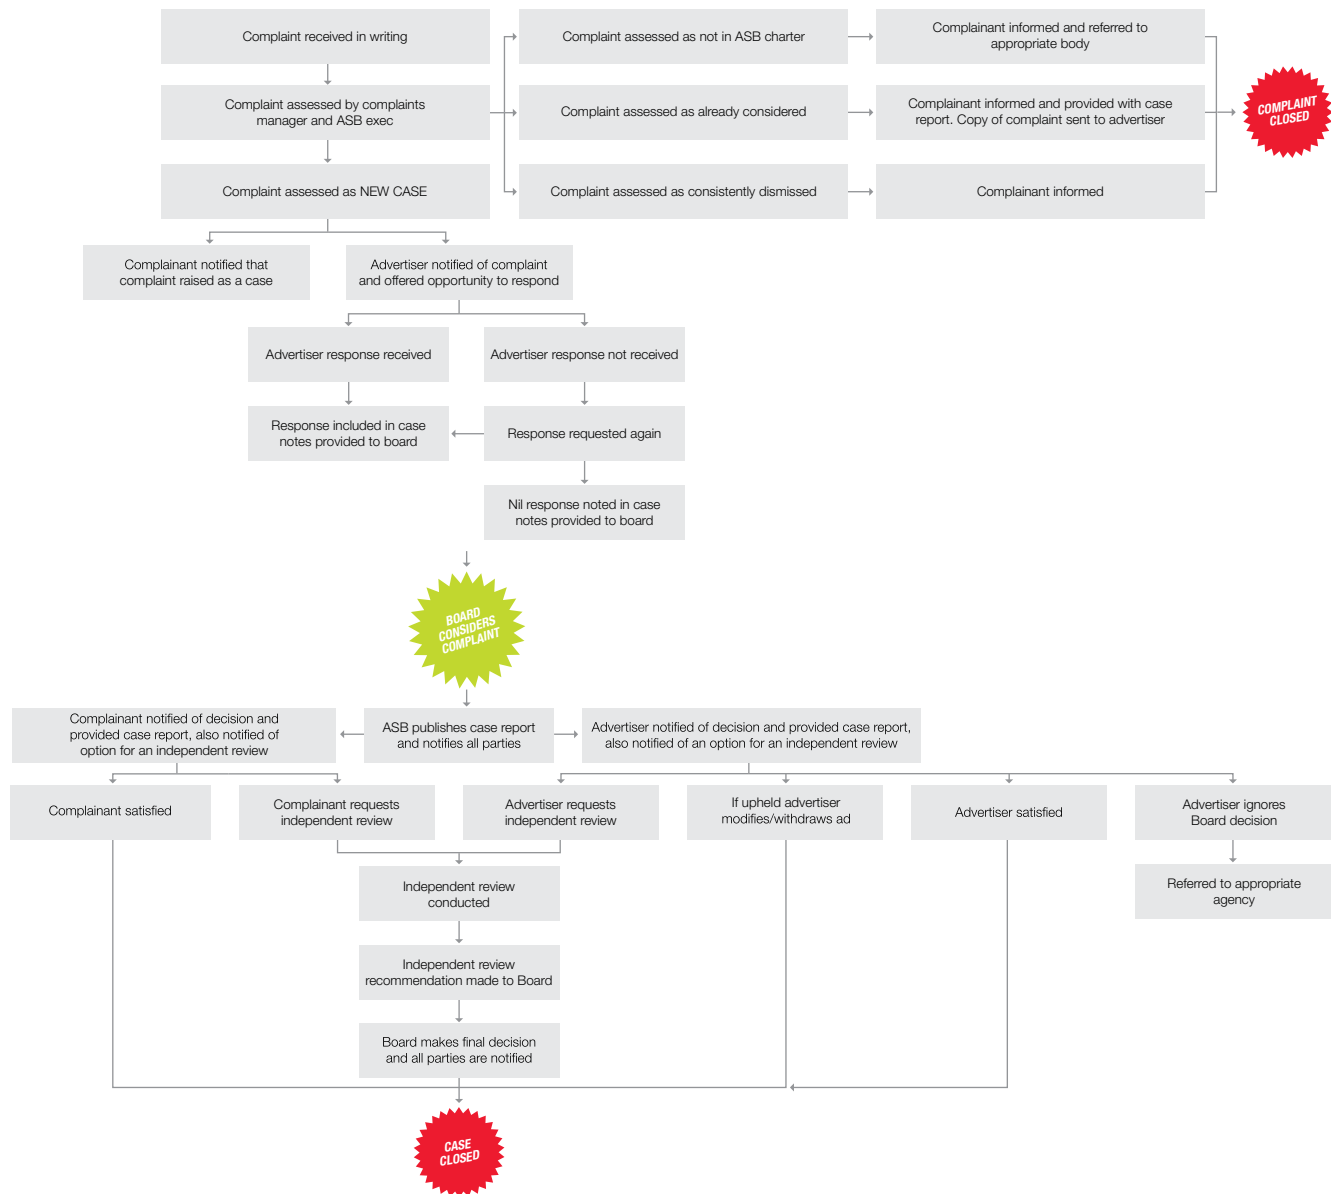 Complaint received in writing
Complaint assessed as not in ASB charter
Complainant informed and referred to
appropriate body
Complaint assessed by complaints
manager and ASB exec
Complaint assessed as already considered
Complainant informed and provided with case
report. Copy of complaint sent to advertiser
COMPLAINT
CLOSED
Complaint assessed as NEW CASE
Complaint assessed as consistently dismissed
Complainant informed
Complainant notified that
complaint raised as a case
Advertiser notified of complaint
and offered opportunity to respond
Advertiser response received
Advertiser response not received
Response included in case
notes provided to board
Response requested again
Nil response noted in case
notes provided to board
BOARD
CONSIDERS
COMPLAINT
Complainant notified of decision and
provided case report, also notified of
option for an independent review
ASB publishes case report
and notifies all parties
Advertiser notified of decision and provided case report,
also notified of an option for an independent review
Complainant satisfied
Complainant requests
independent review
Advertiser requests
independent review
If upheld advertiser
modifies/withdraws ad
Advertiser satisfied
Advertiser ignores
Board decision
Independent review
conducted
Referred to appropriate
agency
Independent review
recommendation made to Board
Board makes final decision
and all parties are notified
CASE
CLOSED